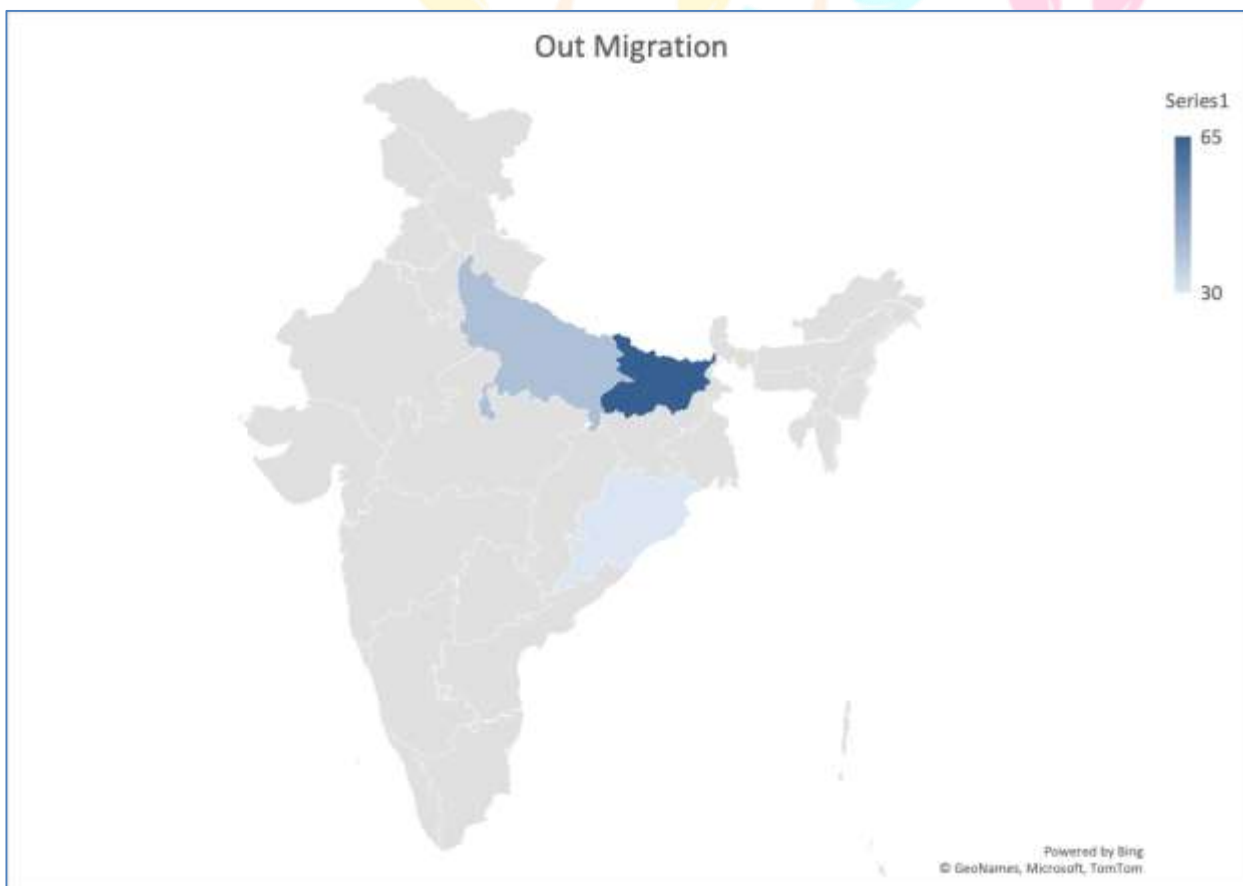 Out Migration
Series1
65
30
Powered by Bing
© GeoNames, Microsoft, TomTom